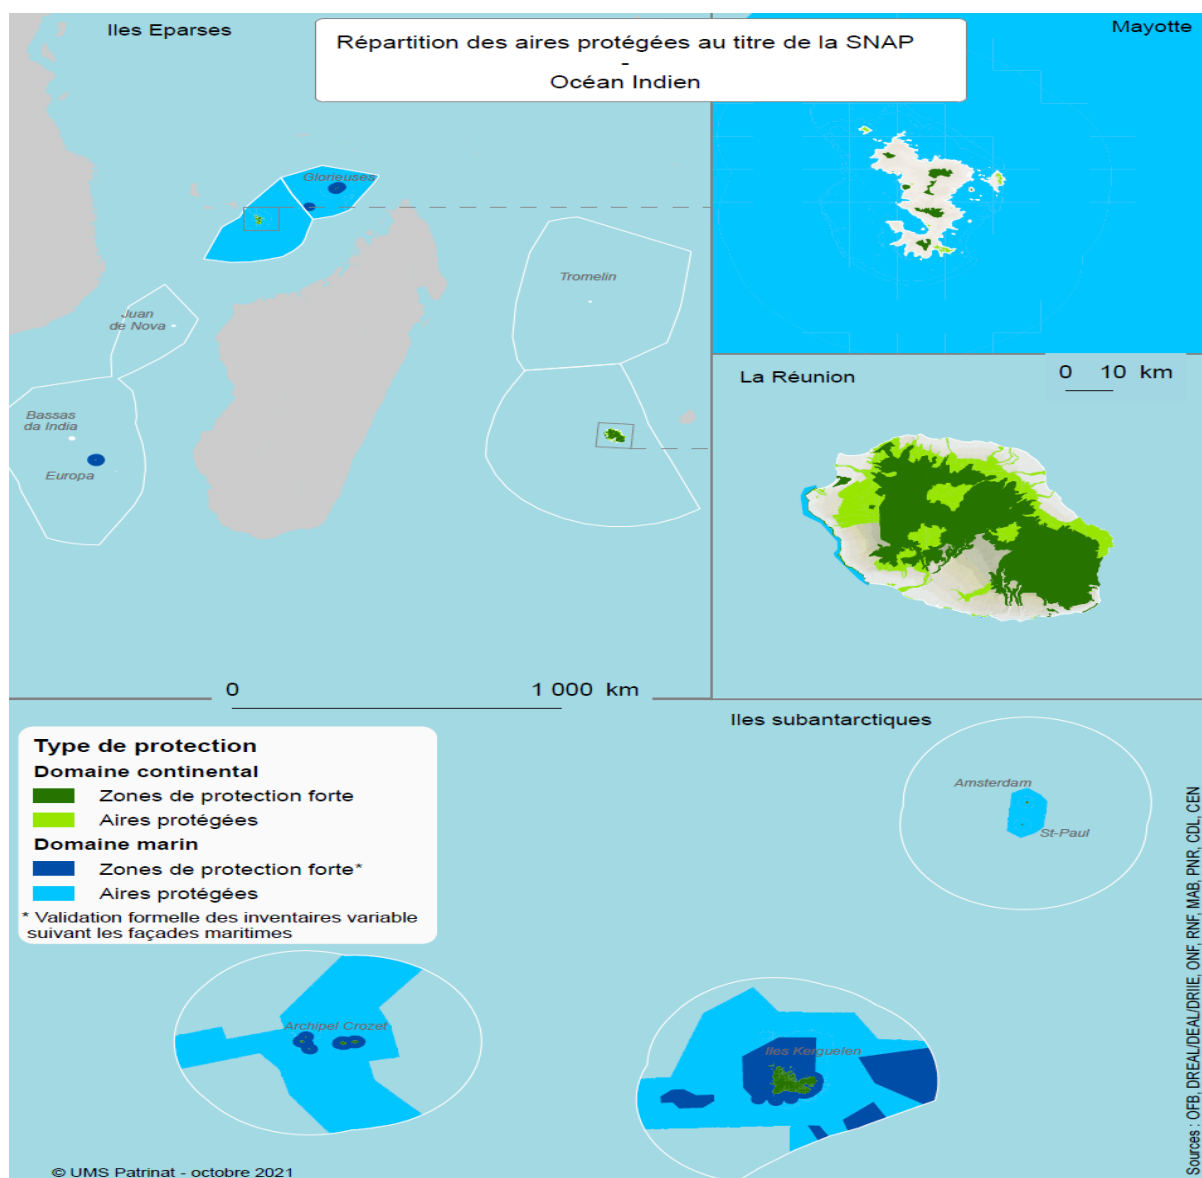 Iles Eparses
Répartition des aires protégées au titre de la SNAP
-
Océan Indien
Mayotte
Glorieuses
Tromelin
Juan
de Nova
Bassas
da India
Europa
La Réunion
0 10 km
0 1 000 km
Iles subantarctiques
Type de protection
Domaine continental
Zones de protection forte
Aires protégées
Domaine marin
Zones de protection forte*
Aires protégées
* Validation formelle des inventaires variable
suivant les façades maritimes
Amsterdam
St-Paul
Archipel Crozet
Iles Kerguelen
Sources : OFB, DREAL/DEAL/DRIIE, ONF, RNF, MAB, PNR, CDL, CEN
© UMS Patrinat - octobre 2021